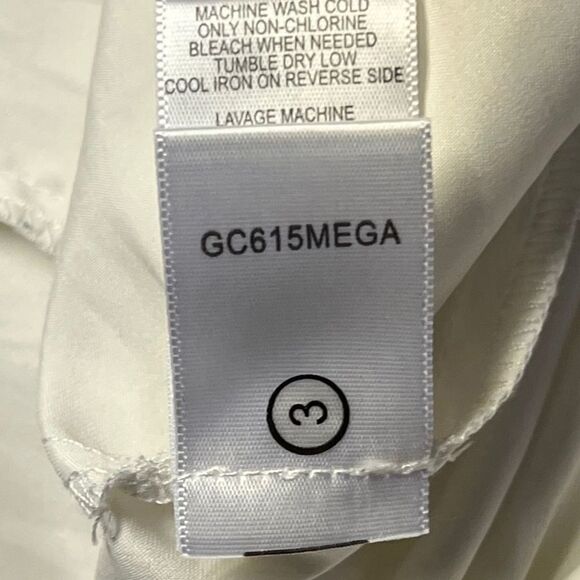 MACHINE WASH COLD
ONLY NON-CHLORINE
BLEACH WHEN NEEDED
TUMBLE DRY LOW
COOL IRON ON REVERSE SIDE
LAVAGE MACHINE
GC615MEGA
3